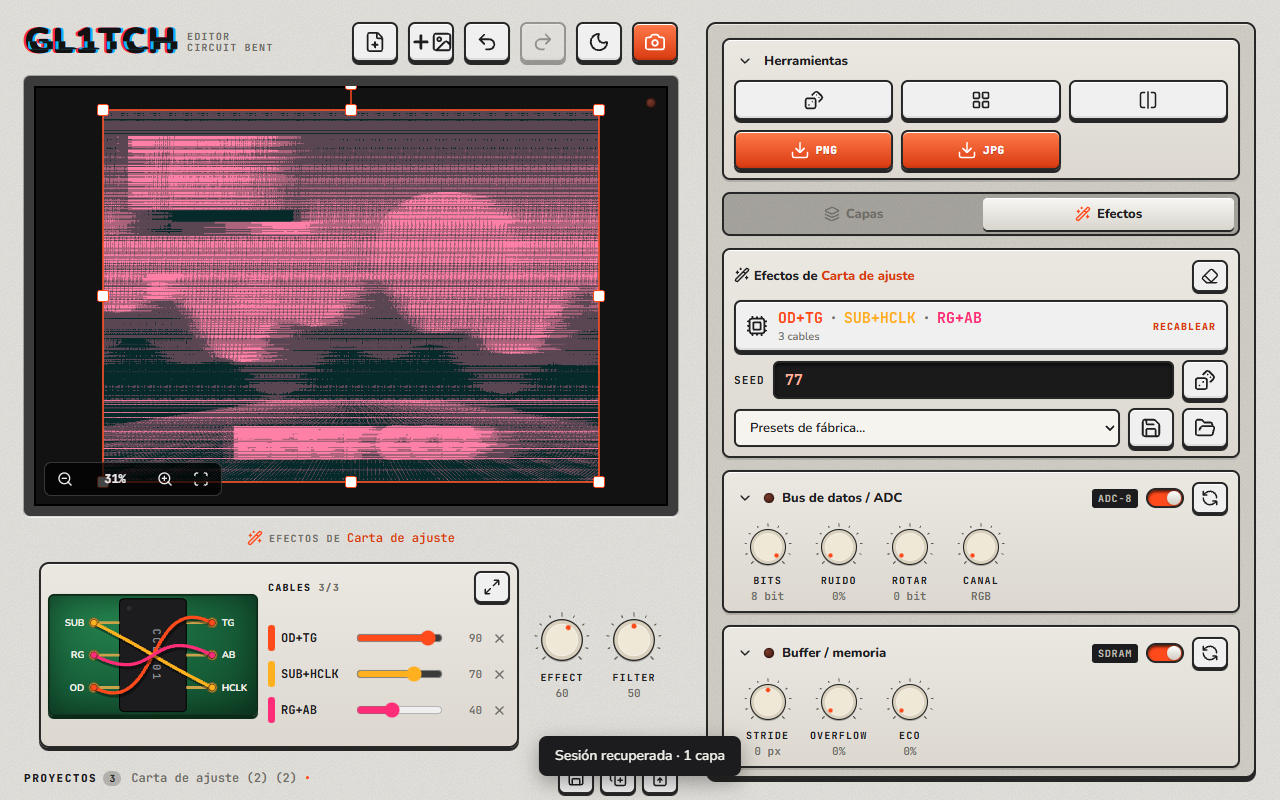 GL1TCH
EDITOR
CIRCUIT BENT
Herramientas
PNG
JPG
Capas
Efectos
Efectos de Carta de ajuste
OD+TG · SUB+HCLK · RG+AB
3 cables
RECABLEAR
SEED
77
Presets de fábrica...
31%
Bus de datos / ADC
ADC-8
BITS
8 bit
RUIDO
0%
ROTAR
0 bit
CANAL
RGB
EFECTOS DE Carta de ajuste
CABLES 3/3
SUB
RG
OD
TG
AB
HCLK
OD+TG
90
SUB+HCLK
70
RG+AB
40
EFFECT
60
FILTER
50
Buffer / memoria
SDRAM
STRIDE
0 px
OVERFLOW
0%
ECO
0%
Sesión recuperada · 1 capa
PROYECTOS 3
Carta de ajuste (2) (2)